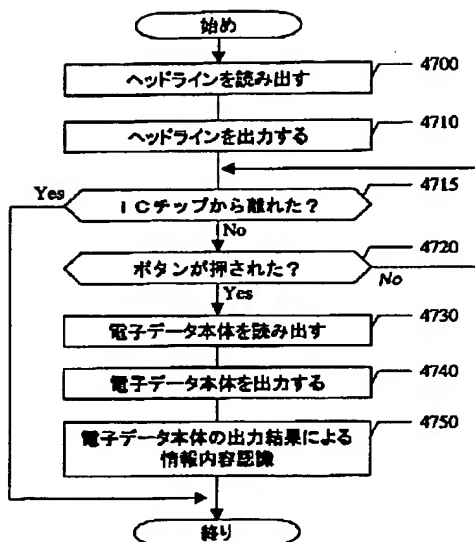 始め
4700
ヘッドラインを読み出す
4710
ヘッドラインを出力する
4715
Yes
ICチップから離れた?
No
4720
ボタンが押された?
No
Yes
4730
電子データ本体を読み出す
4740
電子データ本体を出力する
4750
電子データ本体の出力結果による
情報内容認識
終り